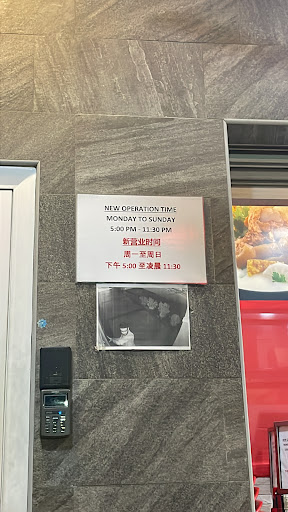 NEW OPERATION TIME
MONDAY TO SUNDAY
5:00 PM - 11:30 PM
新营业时间
周一至周日
下午 5:00 至凌晨 11:30